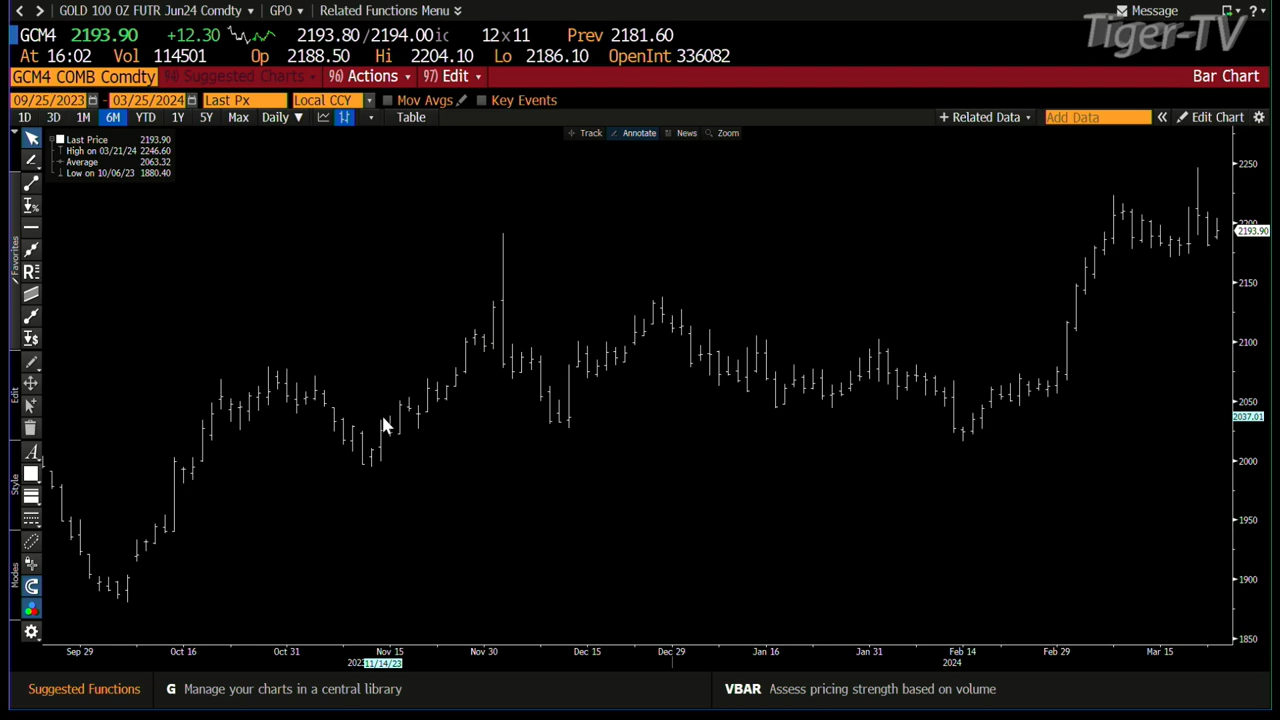 GOLD 100 OZ FUTR Jun24 Comdty GPO Related Functions Menu Message
Tiger-TV
GCM4 2193.90 +12.30 2193.80/2194.00ic 12x11 Prev 2181.60
At 16:02 Vol 114501 Op 2188.50 Hi 2204.10 Lo 2186.10 OpenInt 336082
GCM4 COMB Comdty 94) Suggested Charts 96) Actions 97) Edit Bar Chart
09/25/2023 - 03/25/2024 Last Px Local CCY Mov Avgs Key Events
1D 3D 1M 6M YTD 1Y 5Y Max Daily ▼ Table + Related Data Add Data « Edit Chart
Track Annotate News Zoom
Last Price 2193.90
High on 03/21/24 2246.60
Average 2063.32
Low on 10/06/23 1880.40
2250
2200
2193.90
2150
2100
2050
2037.01
2000
1950
1900
1850
Favorites
Edit
Style
Modes
Sep 29 Oct 16 Oct 31 Nov 15 Nov 30 Dec 15 Dec 29 Jan 16 Jan 31 Feb 14 Feb 29 Mar 15
11/14/23 2024
Suggested Functions G Manage your charts in a central library VBAR Assess pricing strength based on volume